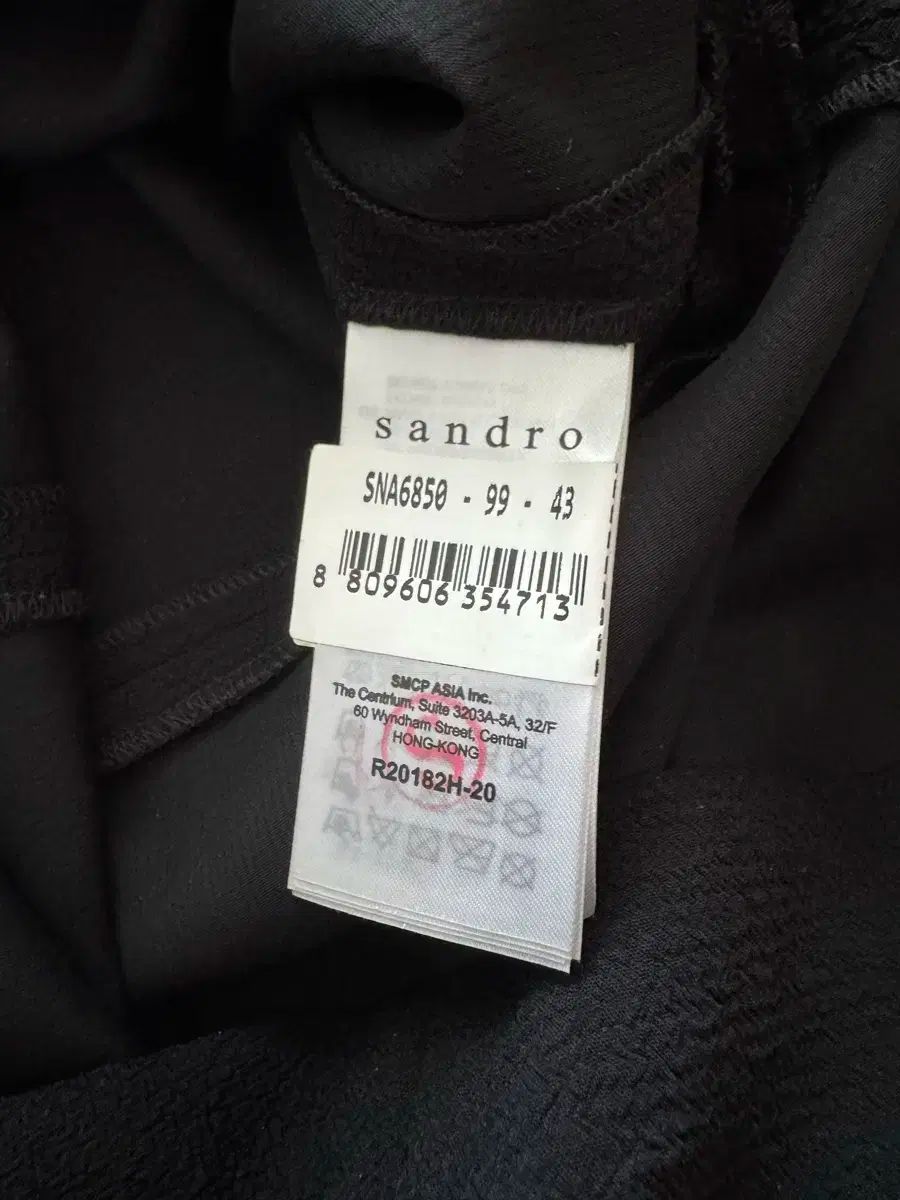 sandro
SNA6850 - 99 - 43
8 809606 354713
SMCP ASIA Inc.
The Centrium, Suite 3203A-5A, 32/F
60 Wyndham Street, Central
HONG-KONG
R20182H-20